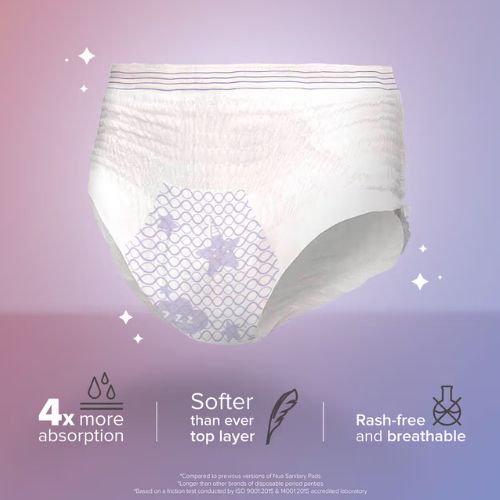 4x more
absorption
Softer
than ever
top layer
Rash-free
and breathable
*Compared to previous versions of Nua Sanitary Pads.
*Longer than other brands of disposable period panties
*Based on a friction test conducted by ISO 9001:2015 & 14001:2015 accredited laboratory